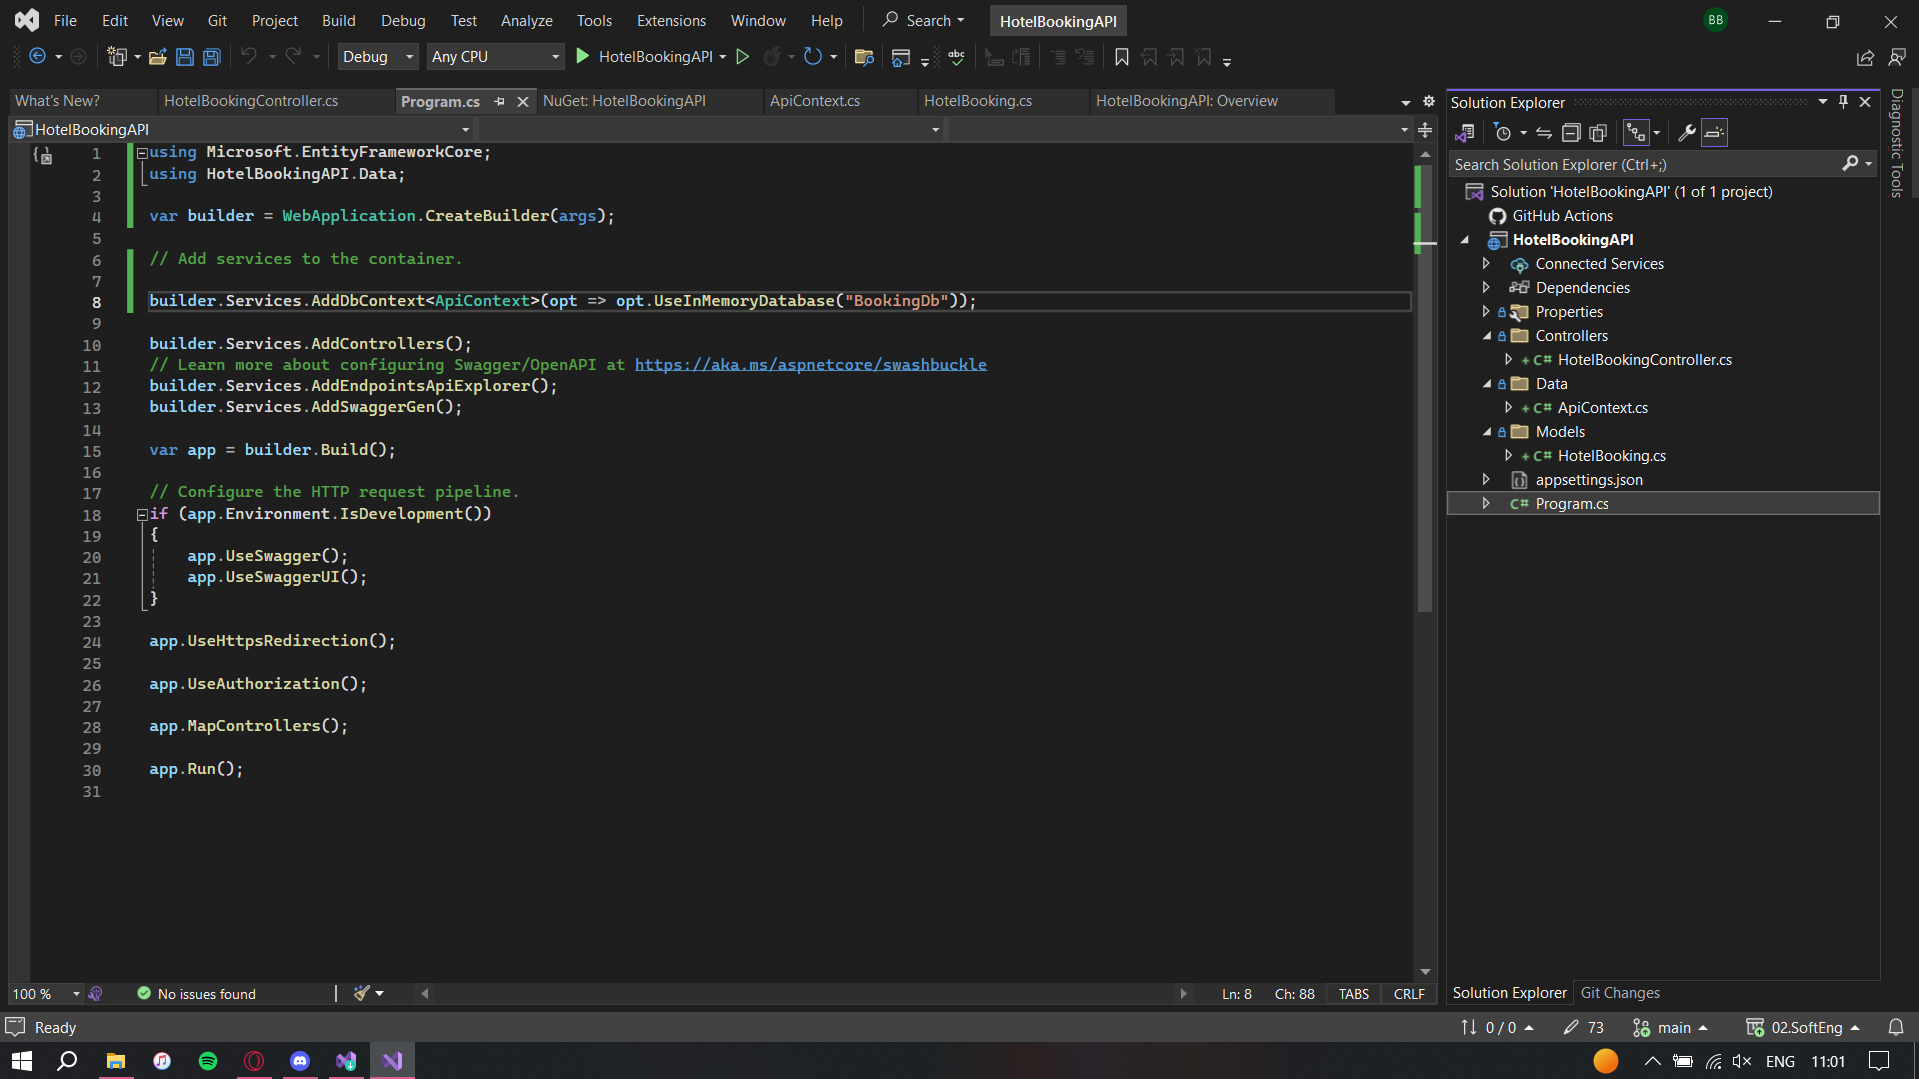 File Edit View Git Project Build Debug Test Analyze Tools Extensions Window Help Search HotelBookingAPI BB
Debug Any CPU HotelBookingAPI
What's New? HotelBookingController.cs Program.cs NuGet: HotelBookingAPI ApiContext.cs HotelBooking.cs HotelBookingAPI: Overview
HotelBookingAPI
1 using Microsoft.EntityFrameworkCore;
2 using HotelBookingAPI.Data;
3
4 var builder = WebApplication.CreateBuilder(args);
5
6 // Add services to the container.
7
8 builder.Services.AddDbContext<ApiContext>(opt => opt.UseInMemoryDatabase("BookingDb"));
9
10 builder.Services.AddControllers();
11 // Learn more about configuring Swagger/OpenAPI at https://aka.ms/aspnetcore/swashbuckle
12 builder.Services.AddEndpointsApiExplorer();
13 builder.Services.AddSwaggerGen();
14
15 var app = builder.Build();
16
17 // Configure the HTTP request pipeline.
18 if (app.Environment.IsDevelopment())
19 {
20 app.UseSwagger();
21 app.UseSwaggerUI();
22 }
23
24 app.UseHttpsRedirection();
25
26 app.UseAuthorization();
27
28 app.MapControllers();
29
30 app.Run();
31
100 % No issues found Ln: 8 Ch: 88 TABS CRLF
Solution Explorer
Search Solution Explorer (Ctrl+;)
Solution 'HotelBookingAPI' (1 of 1 project)
GitHub Actions
HotelBookingAPI
Connected Services
Dependencies
Properties
Controllers
C# HotelBookingController.cs
Data
C# ApiContext.cs
Models
C# HotelBooking.cs
appsettings.json
C# Program.cs
Solution Explorer Git Changes
Diagnostic Tools
Ready 0 / 0 73 main 02.SoftEng
ENG 11:01